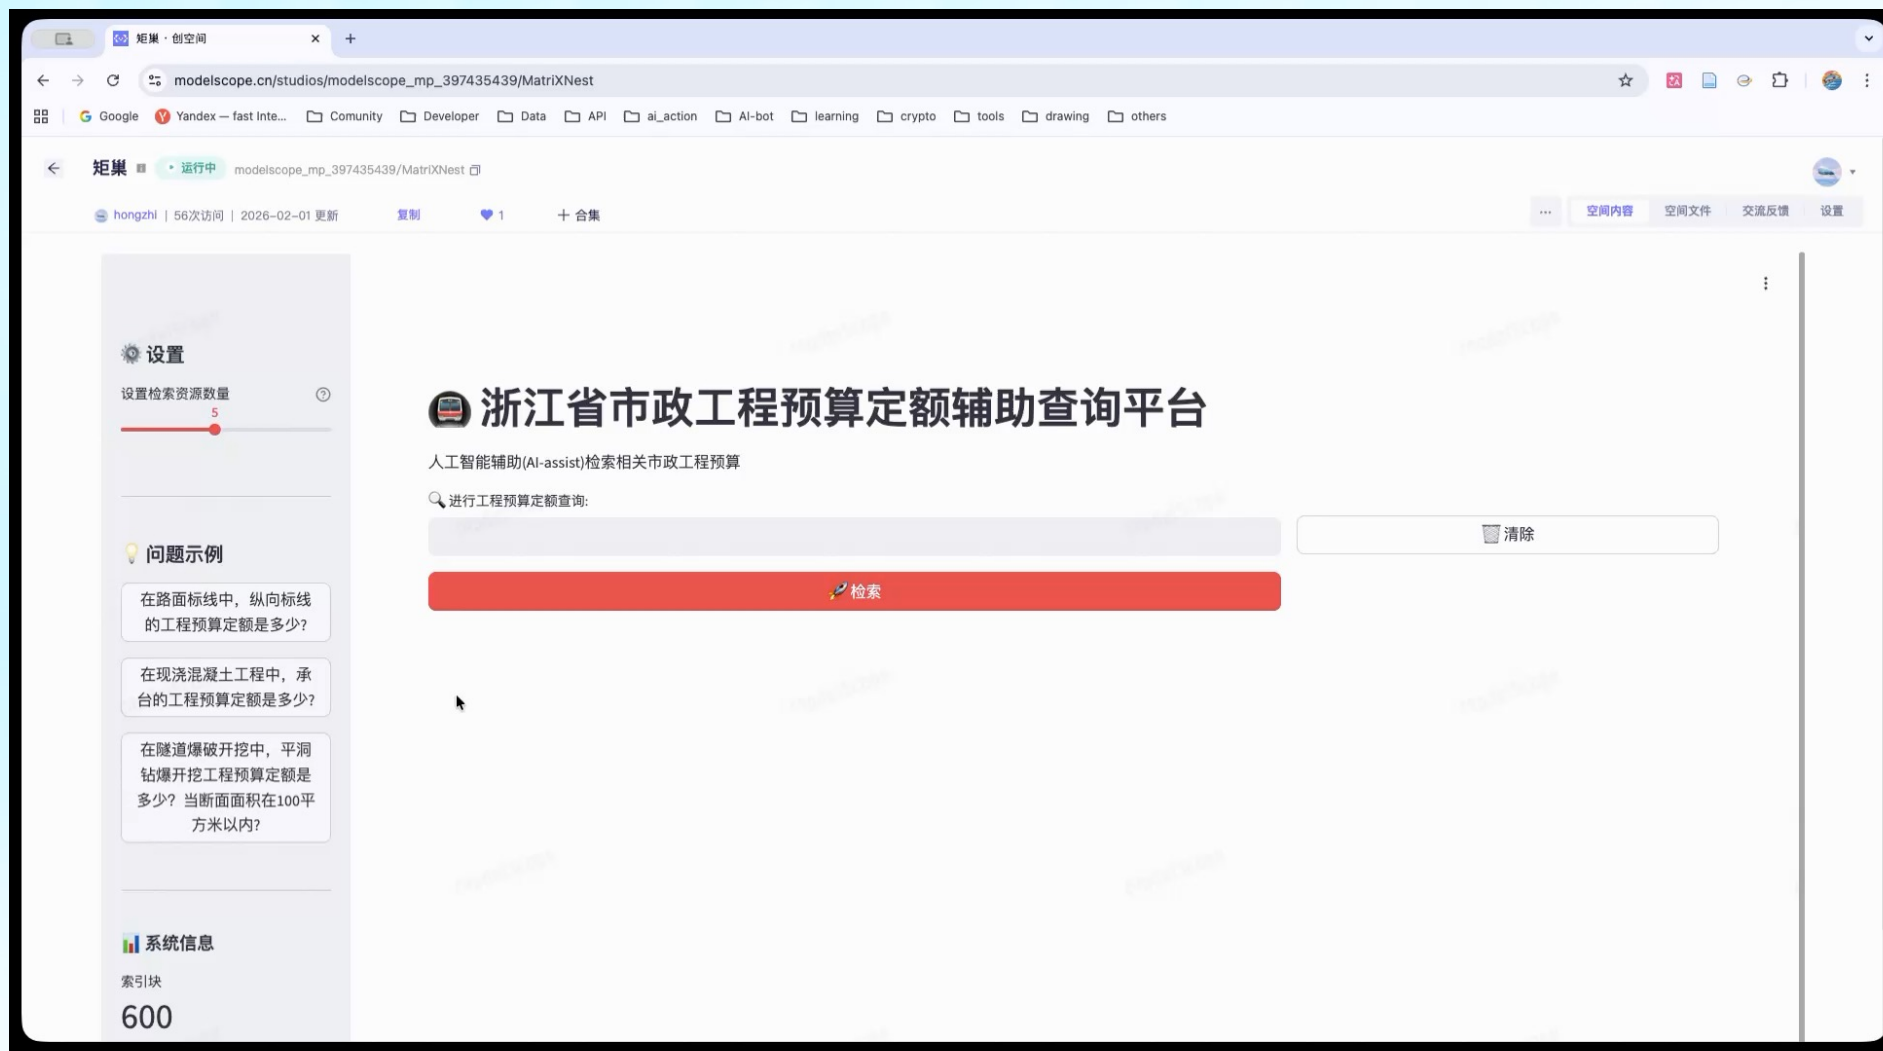 矩巢 · 创空间
modelscope.cn/studios/modelscope_mp_397435439/MatriXNest
Google
Yandex — fast Inte...
Comunity
Developer
Data
API
ai_action
AI-bot
learning
crypto
tools
drawing
others
矩巢
运行中
modelscope_mp_397435439/MatriXNest
hongzhi | 56次访问 | 2026-02-01 更新
复制
1
+ 合集
...
空间内容
空间文件
交流反馈
设置
设置
设置检索资源数量
5
问题示例
在路面标线中，纵向标线
的工程预算定额是多少?
在现浇混凝土工程中，承
台的工程预算定额是多少?
在隧道爆破开挖中，平洞
钻爆开挖工程预算定额是
多少？当断面面积在100平
方米以内?
系统信息
索引块
600
浙江省市政工程预算定额辅助查询平台
人工智能辅助(AI-assist)检索相关市政工程预算
进行工程预算定额查询:
清除
检索